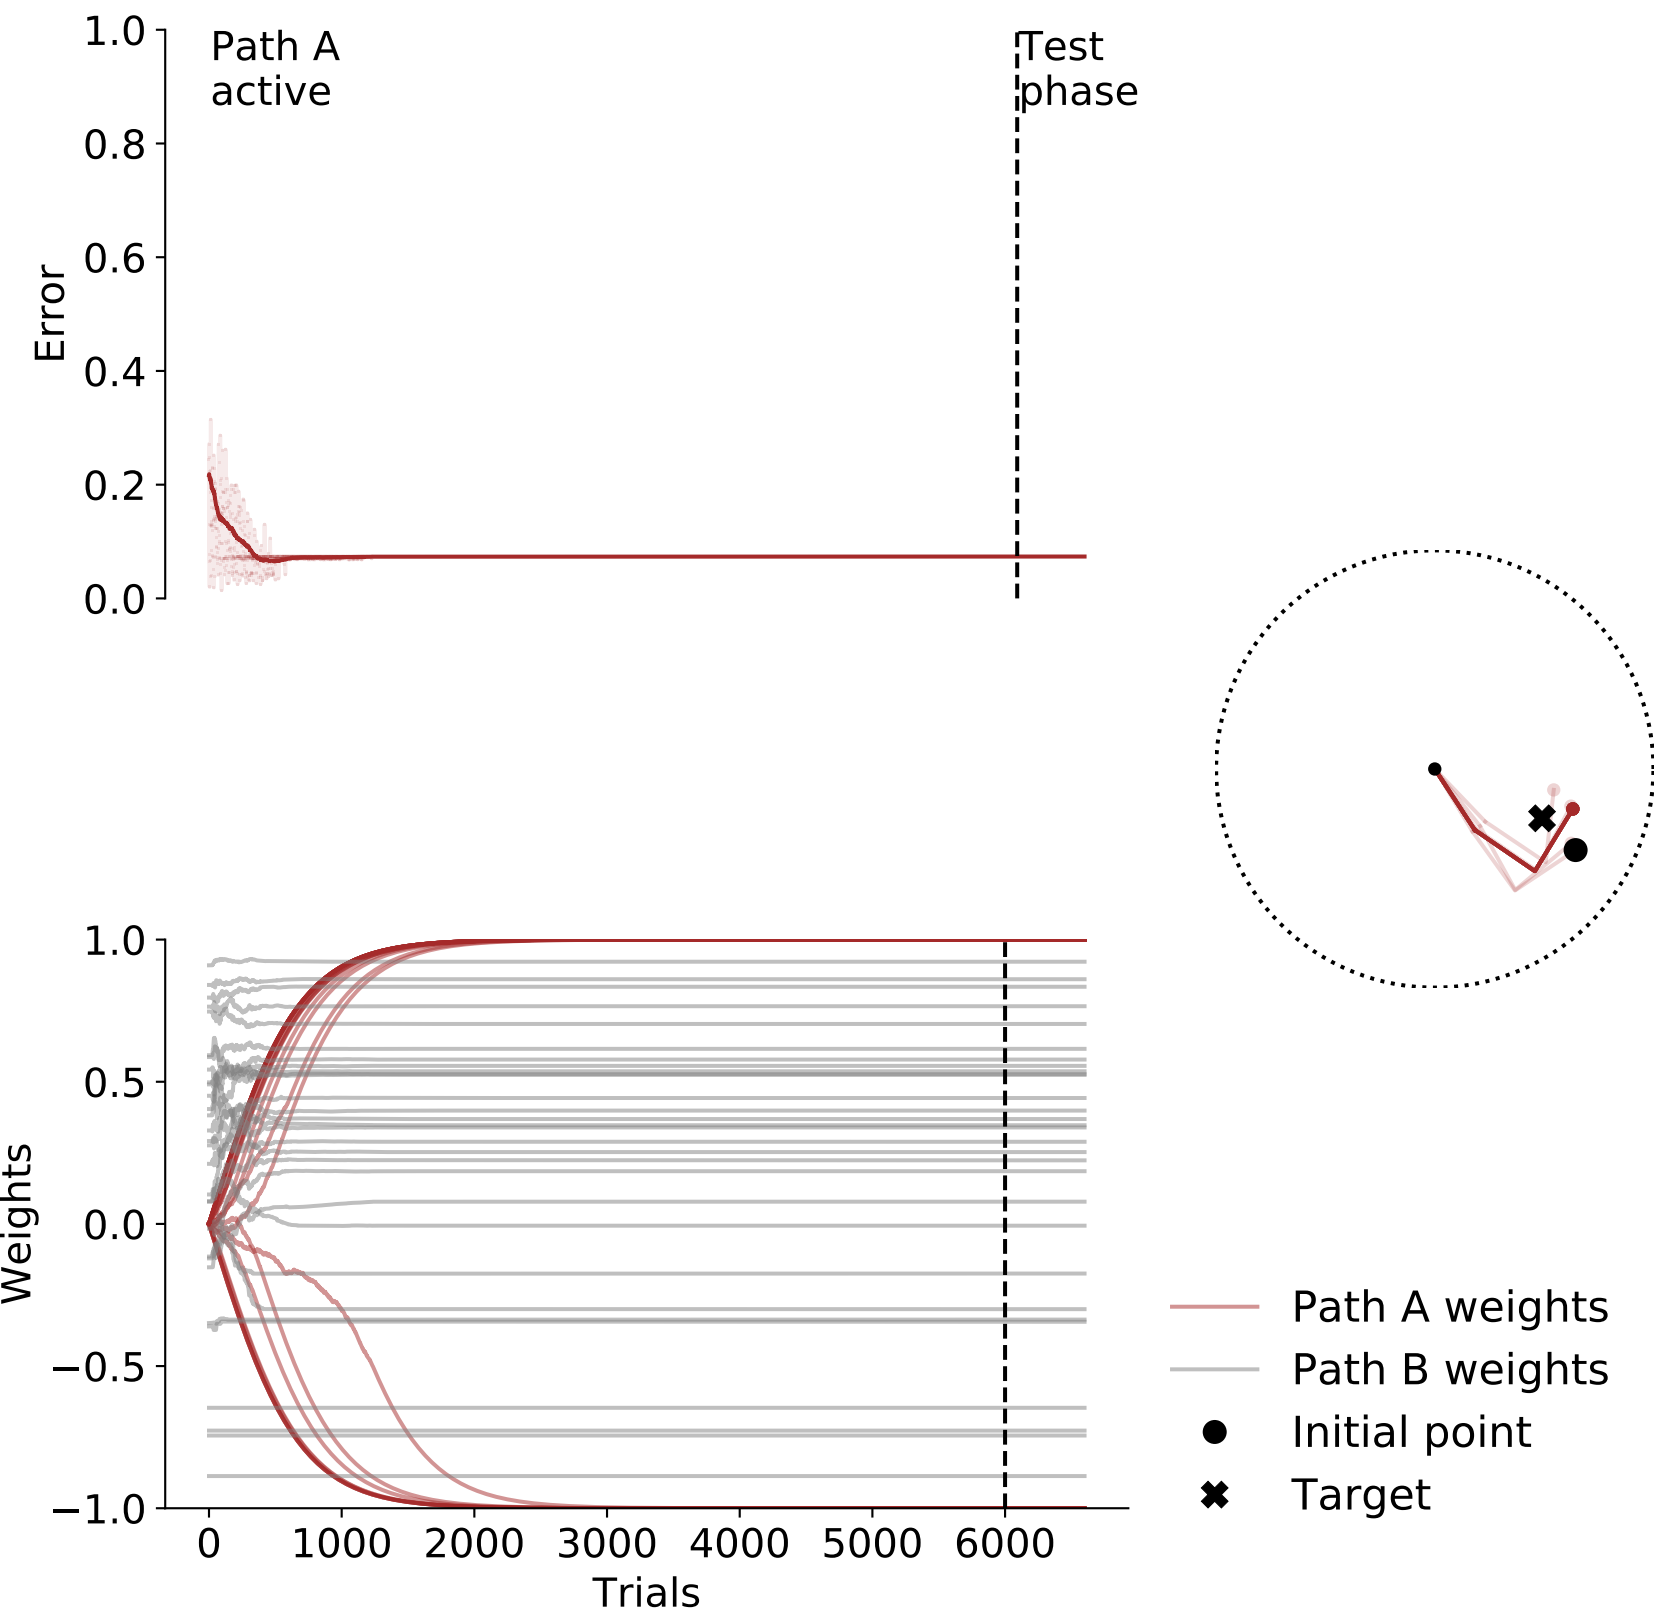 1.0
0.8
0.6
0.4
0.2
0.0
Error
Path A
active
Test
phase
1.0
0.5
0.0
−0.5
−1.0
Weights
0 1000 2000 3000 4000 5000 6000
Trials
Path A weights
Path B weights
Initial point
Target